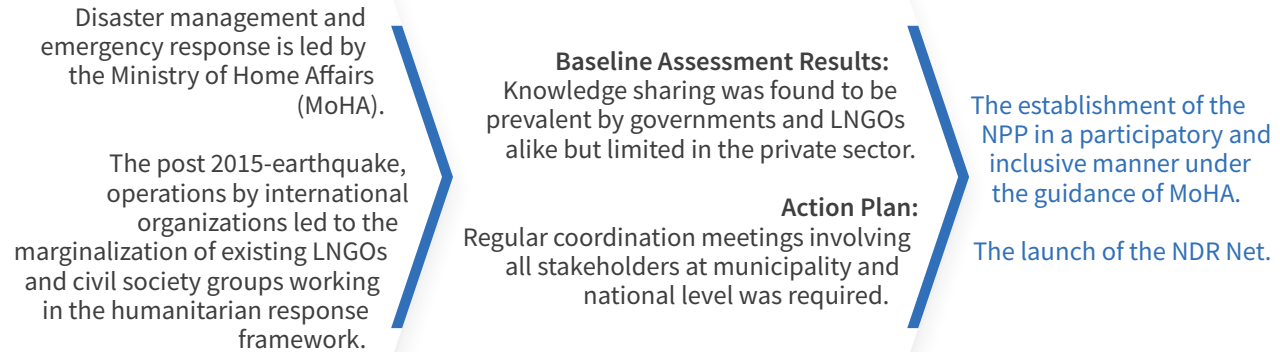 Disaster management and
emergency response is led by
the Ministry of Home Affairs
(MoHA).
The post 2015-earthquake,
operations by international
organizations led to the
marginalization of existing LNGOs
and civil society groups working
in the humanitarian response
framework.
Baseline Assessment Results:
Knowledge sharing was found to be
prevalent by governments and LNGOs
alike but limited in the private sector.
Action Plan:
Regular coordination meetings involving
all stakeholders at municipality and
national level was required.
The establishment of the
NPP in a participatory and
inclusive manner under
the guidance of MoHA.
The launch of the NDR Net.